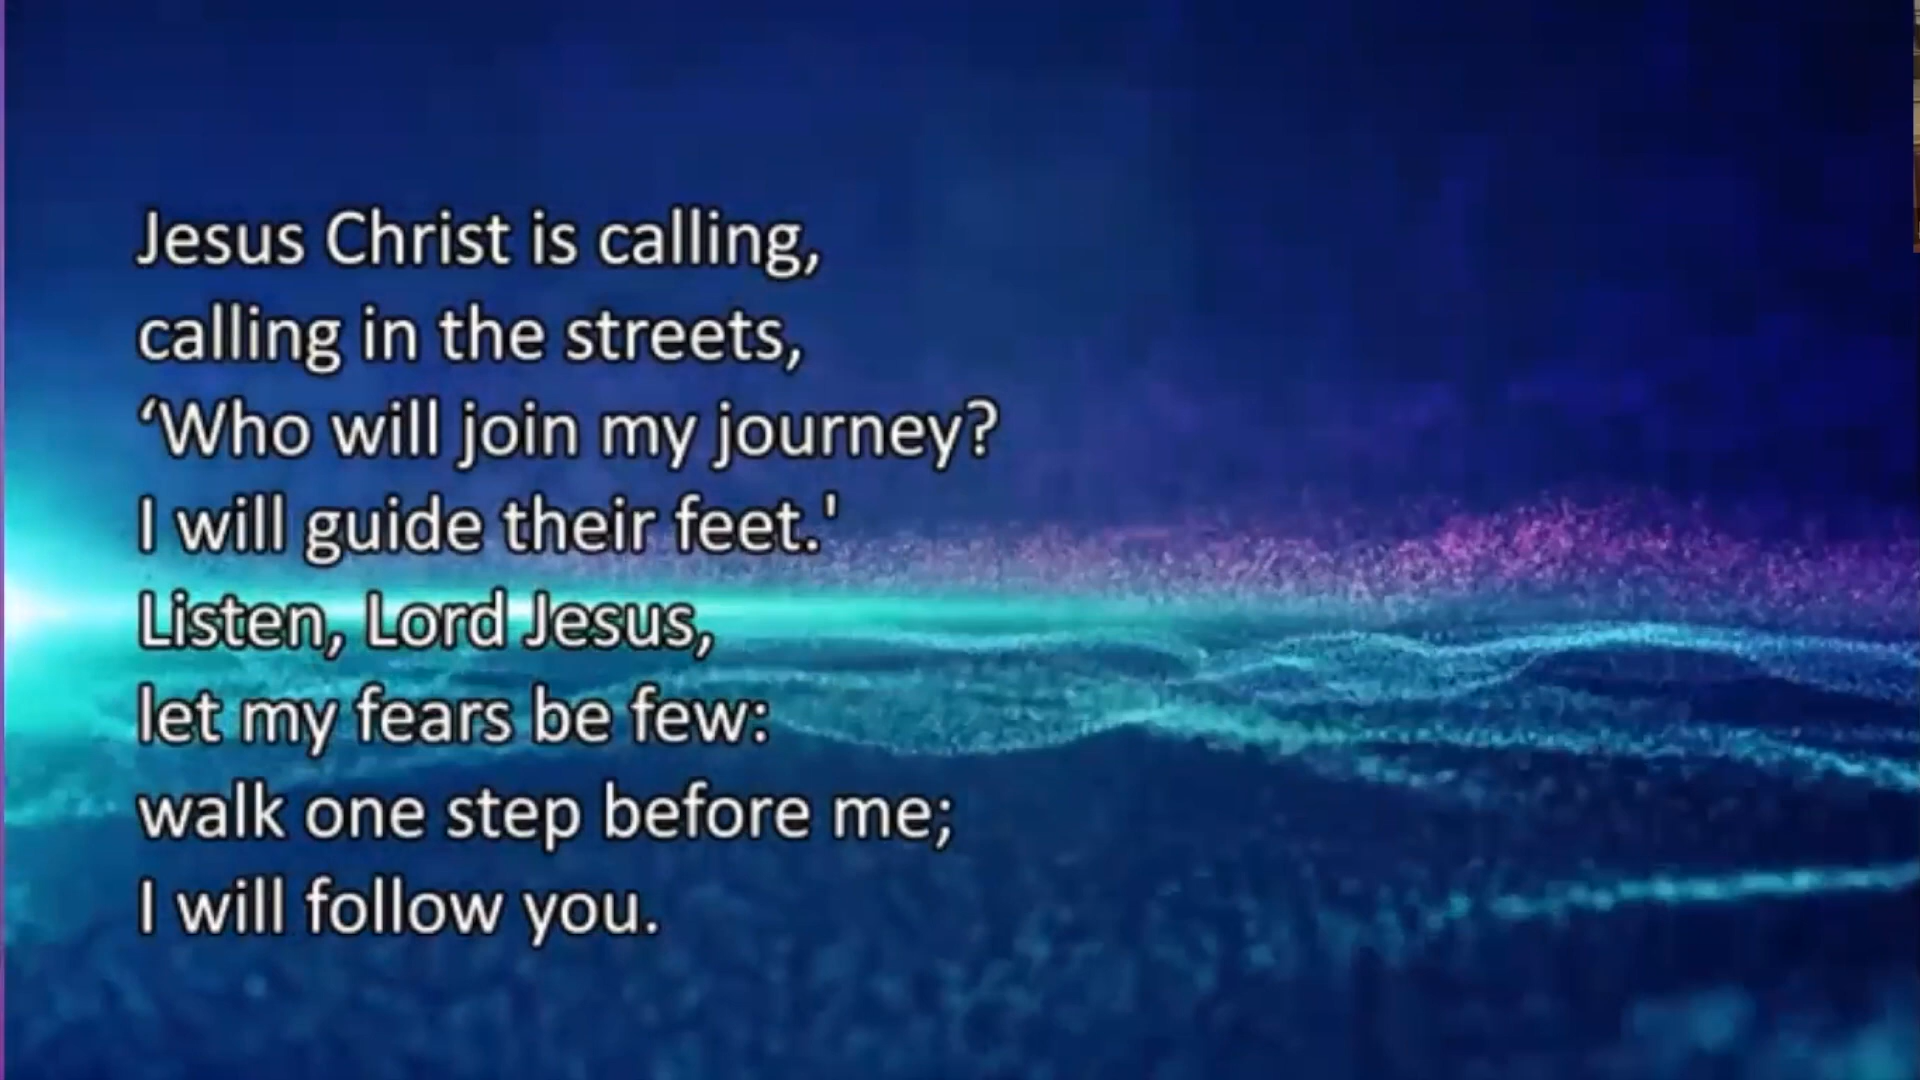 Jesus Christ is calling,
calling in the streets,
‘Who will join my journey?
I will guide their feet.'
Listen, Lord Jesus,
let my fears be few:
walk one step before me;
I will follow you.